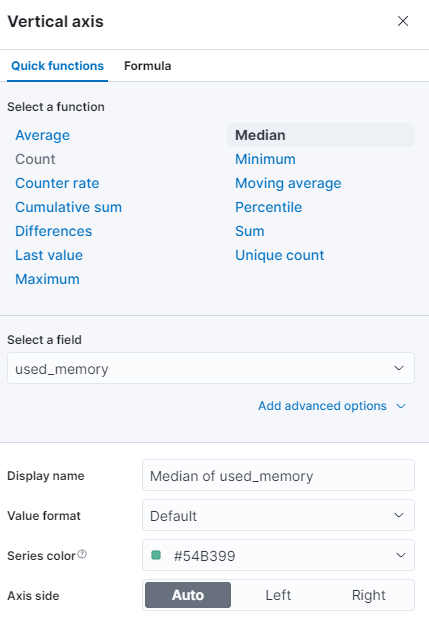 Vertical axis
Quick functions Formula
Select a function
Average Median
Count Minimum
Counter rate Moving average
Cumulative sum Percentile
Differences Sum
Last value Unique count
Maximum
Select a field
used_memory
Add advanced options
Display name Median of used_memory
Value format Default
Series color #54B399
Axis side Auto Left Right